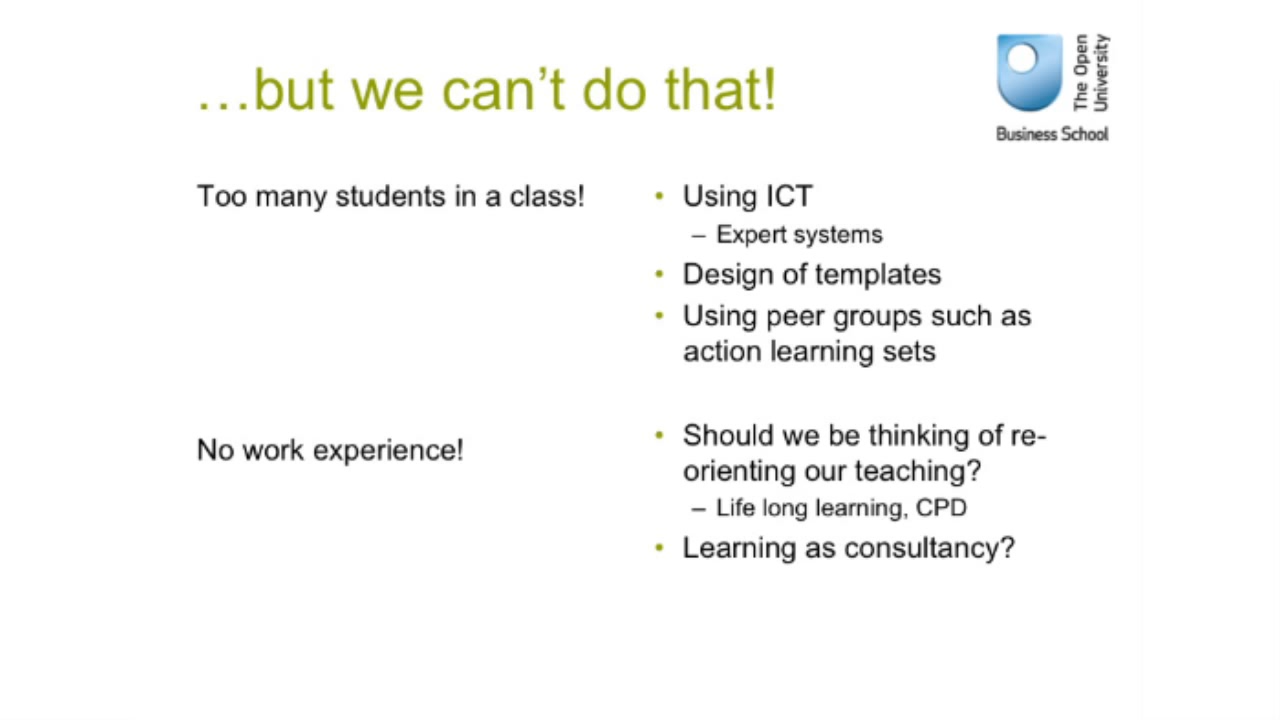 …but we can't do that!
The Open
University
Business School
Too many students in a class!
• Using ICT
– Expert systems
• Design of templates
• Using peer groups such as
action learning sets
No work experience!
• Should we be thinking of re-
orienting our teaching?
– Life long learning, CPD
• Learning as consultancy?